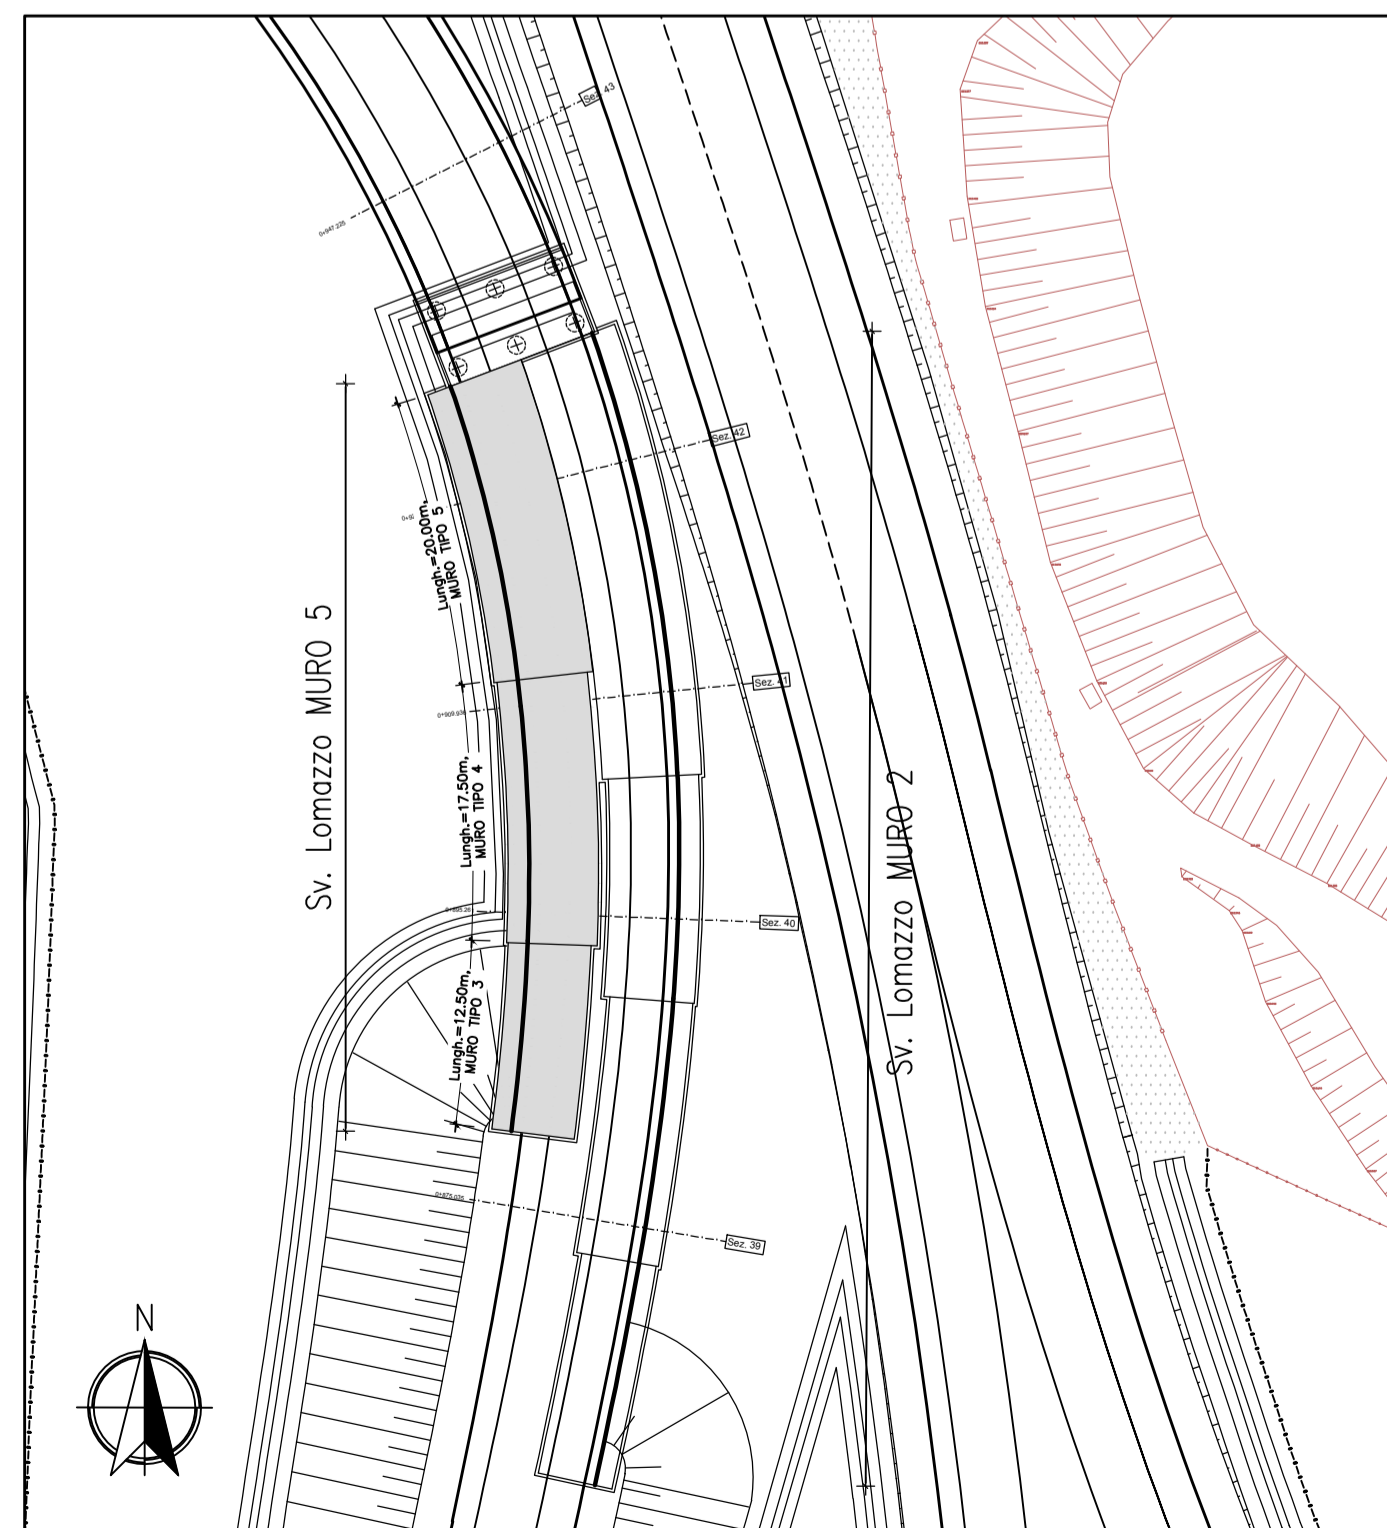 Sez. 43
0+947.225
Sez. 42
Lungh.=20.00m,
MURO TIPO 5
Sv. Lomazzo MURO 5
Sez. 41
Lungh.=17.50m,
MURO TIPO 4
Sv. Lomazzo MURO 2
Sez. 40
Lungh.=12.50m,
MURO TIPO 3
0+875.035
Sez. 39
N